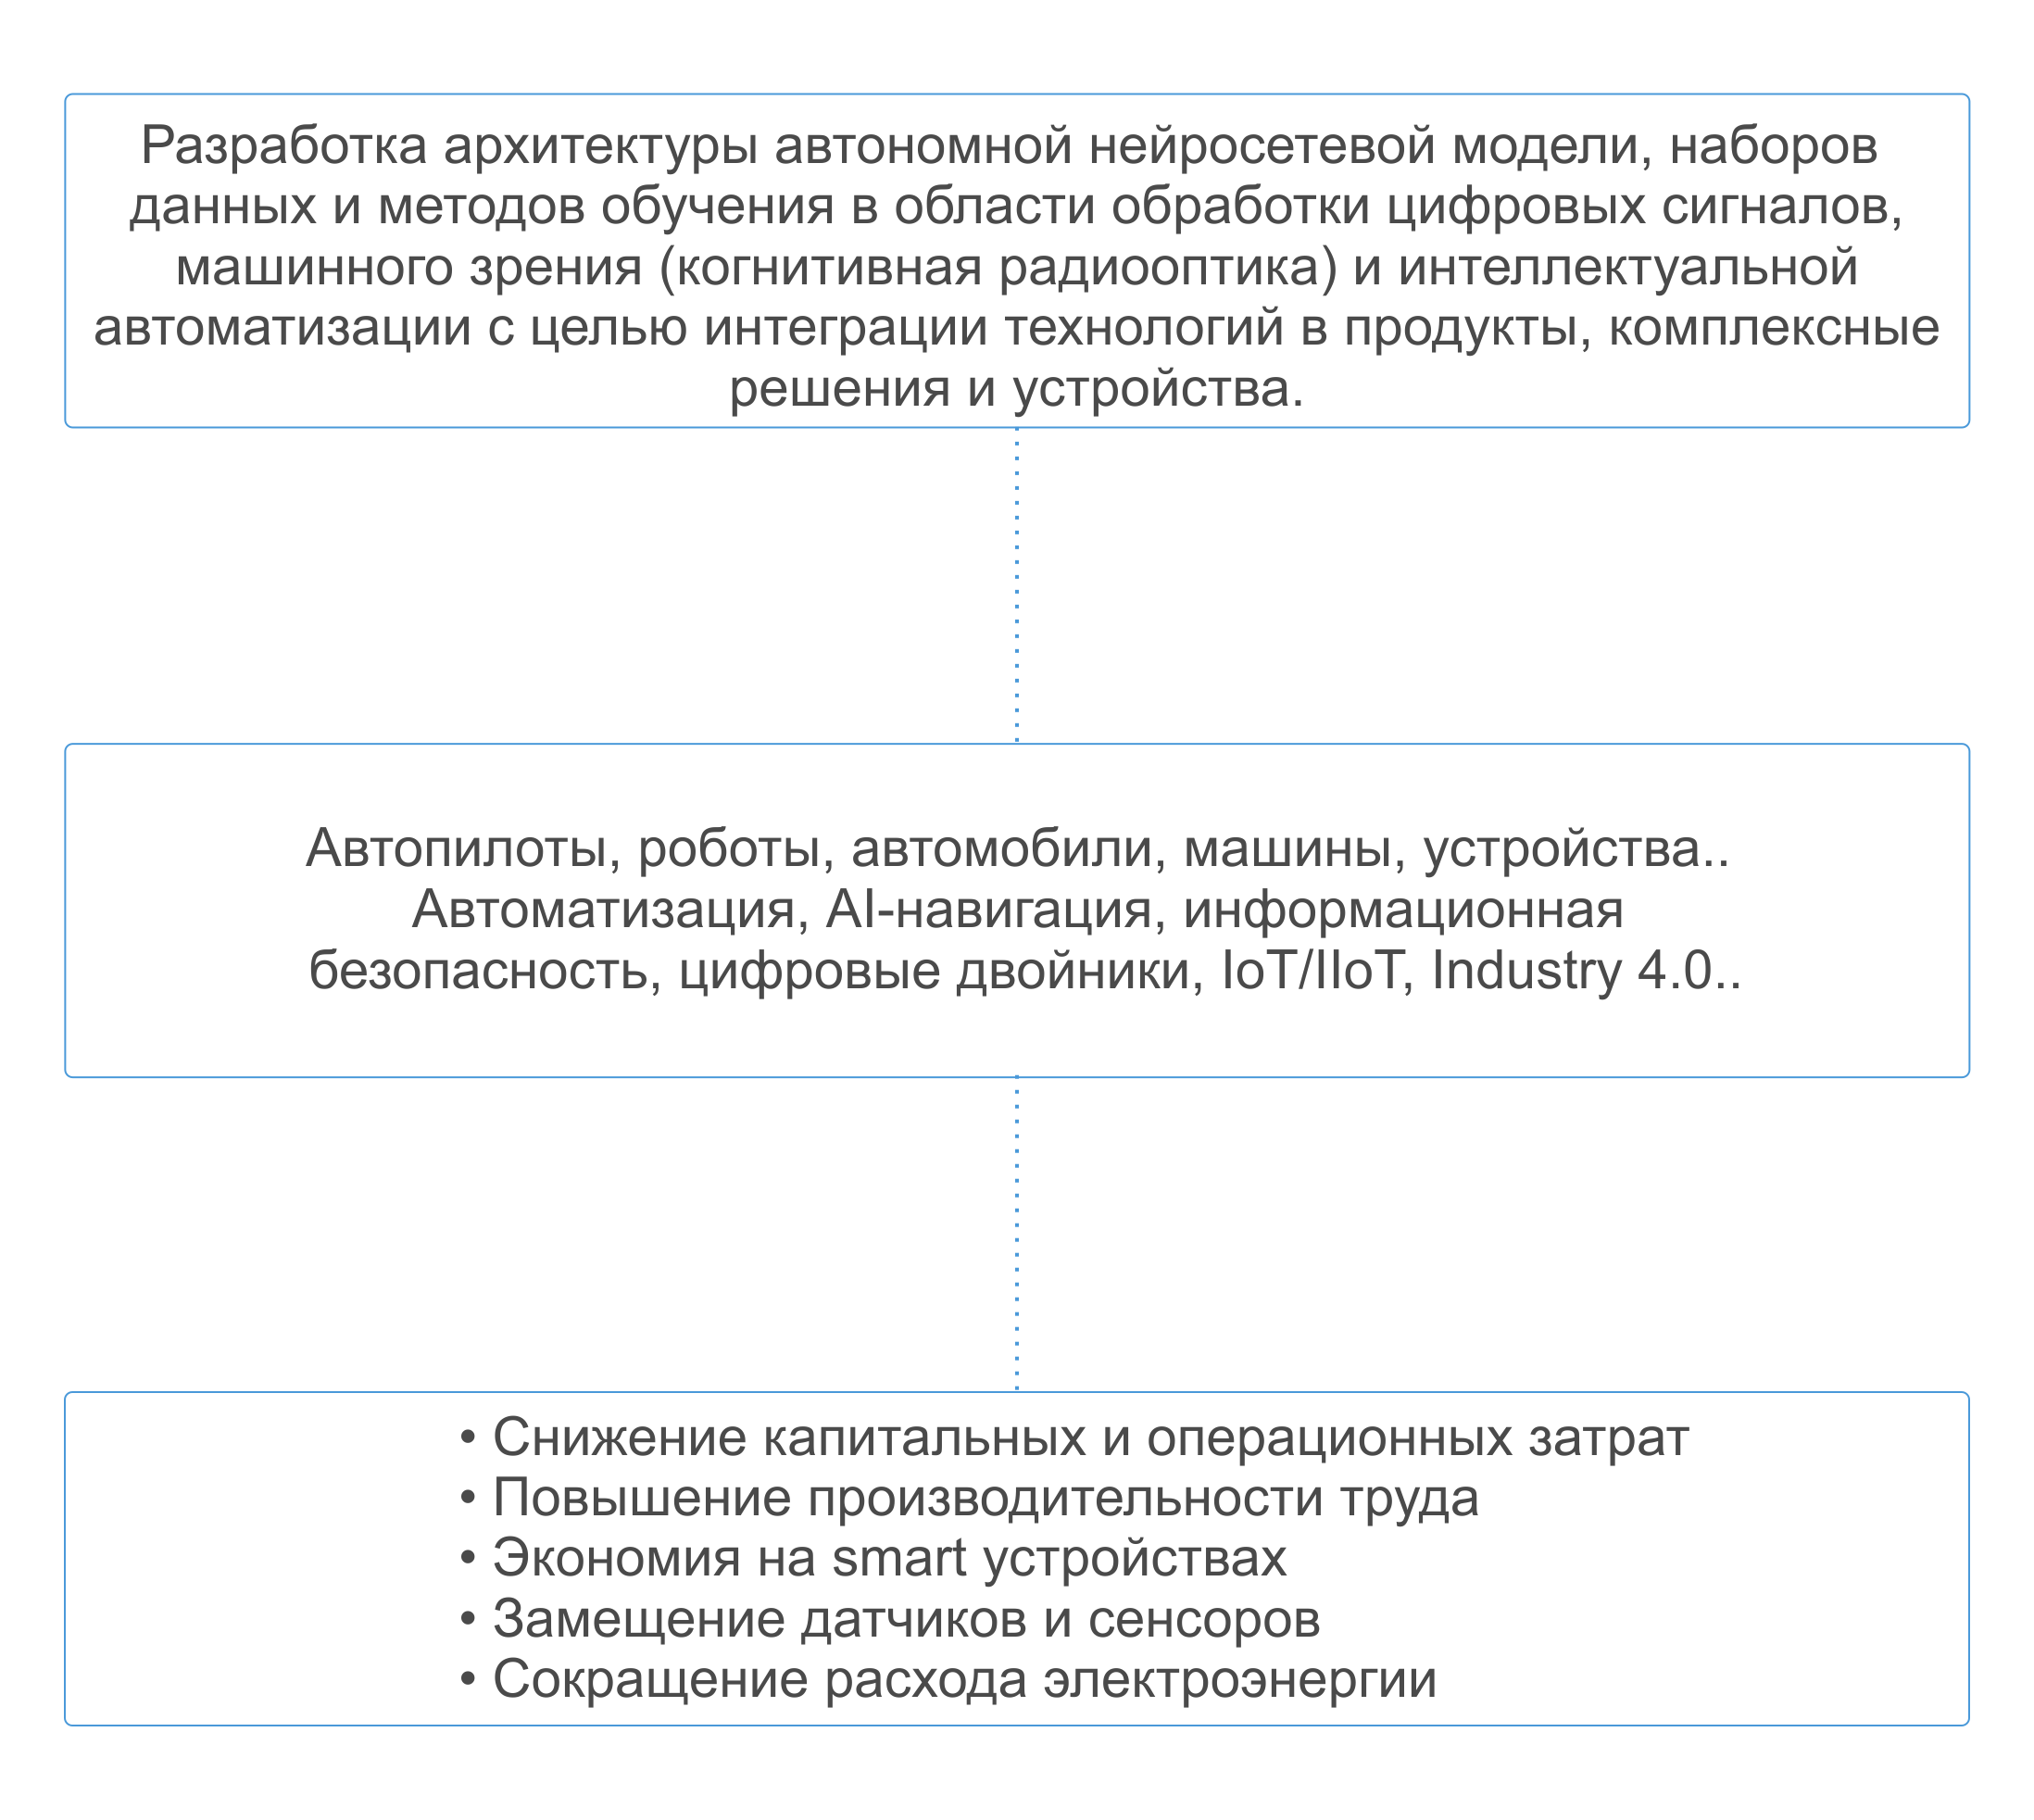 Разработка архитектуры автономной нейросетевой модели, наборов
данных и методов обучения в области обработки цифровых сигналов,
машинного зрения (когнитивная радиооптика) и интеллектуальной
автоматизации с целью интеграции технологий в продукты, комплексные
решения и устройства.
Автопилоты, роботы, автомобили, машины, устройства..
Автоматизация, AI-навигация, информационная
безопасность, цифровые двойники, IoT/IIoT, Industry 4.0..
• Снижение капитальных и операционных затрат
• Повышение производительности труда
• Экономия на smart устройствах
• Замещение датчиков и сенсоров
• Сокращение расхода электроэнергии